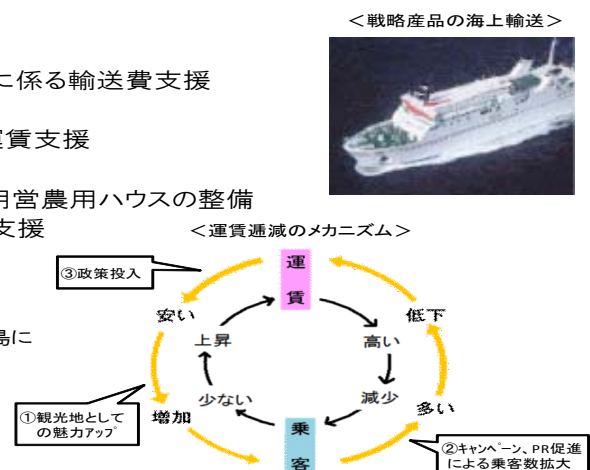 ＜戦略産品の海上輸送＞
に係る輸送費支援
運賃支援
用営農用ハウスの整備
支援
＜運賃逓減のメカニズム＞
③政策投入
運
賃
安い
低下
上昇
高い
島に
少ない
減少
①観光地として
の魅力アップ
増加
多い
乗
客
②キャンペーン、PR促進
による乗客数拡大